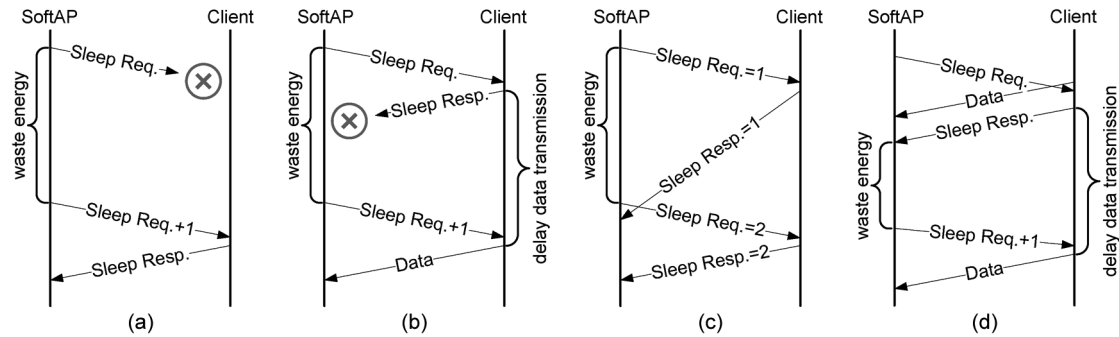 SoftAP Client
Sleep Req.
waste energy
Sleep Req.+1
Sleep Resp.
(a)
SoftAP Client
Sleep Req.
Sleep Resp.
waste energy
delay data transmission
Sleep Req.+1
Data
(b)
SoftAP Client
Sleep Req.=1
waste energy
Sleep Resp.=1
Sleep Req.=2
Sleep Resp.=2
(c)
SoftAP Client
Sleep Req.
Data
Sleep Resp.
waste energy
delay data transmission
Sleep Req.+1
Data
(d)